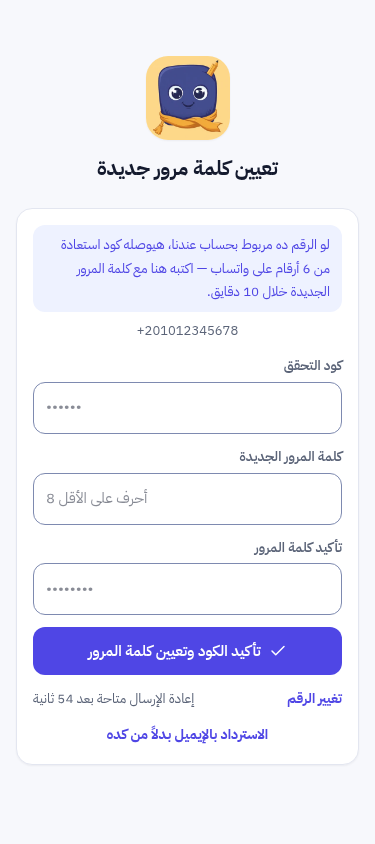 تعيين كلمة مرور جديدة
لو الرقم ده مربوط بحساب عندنا، هيوصله كود استعادة
من 6 أرقام على واتساب — اكتبه هنا مع كلمة المرور
الجديدة خلال 10 دقايق.
+201012345678
كود التحقق
••••••
كلمة المرور الجديدة
8 أحرف على الأقل
تأكيد كلمة المرور
••••••••
تأكيد الكود وتعيين كلمة المرور
تغيير الرقم
إعادة الإرسال متاحة بعد 54 ثانية
الاسترداد بالإيميل بدلاً من كده